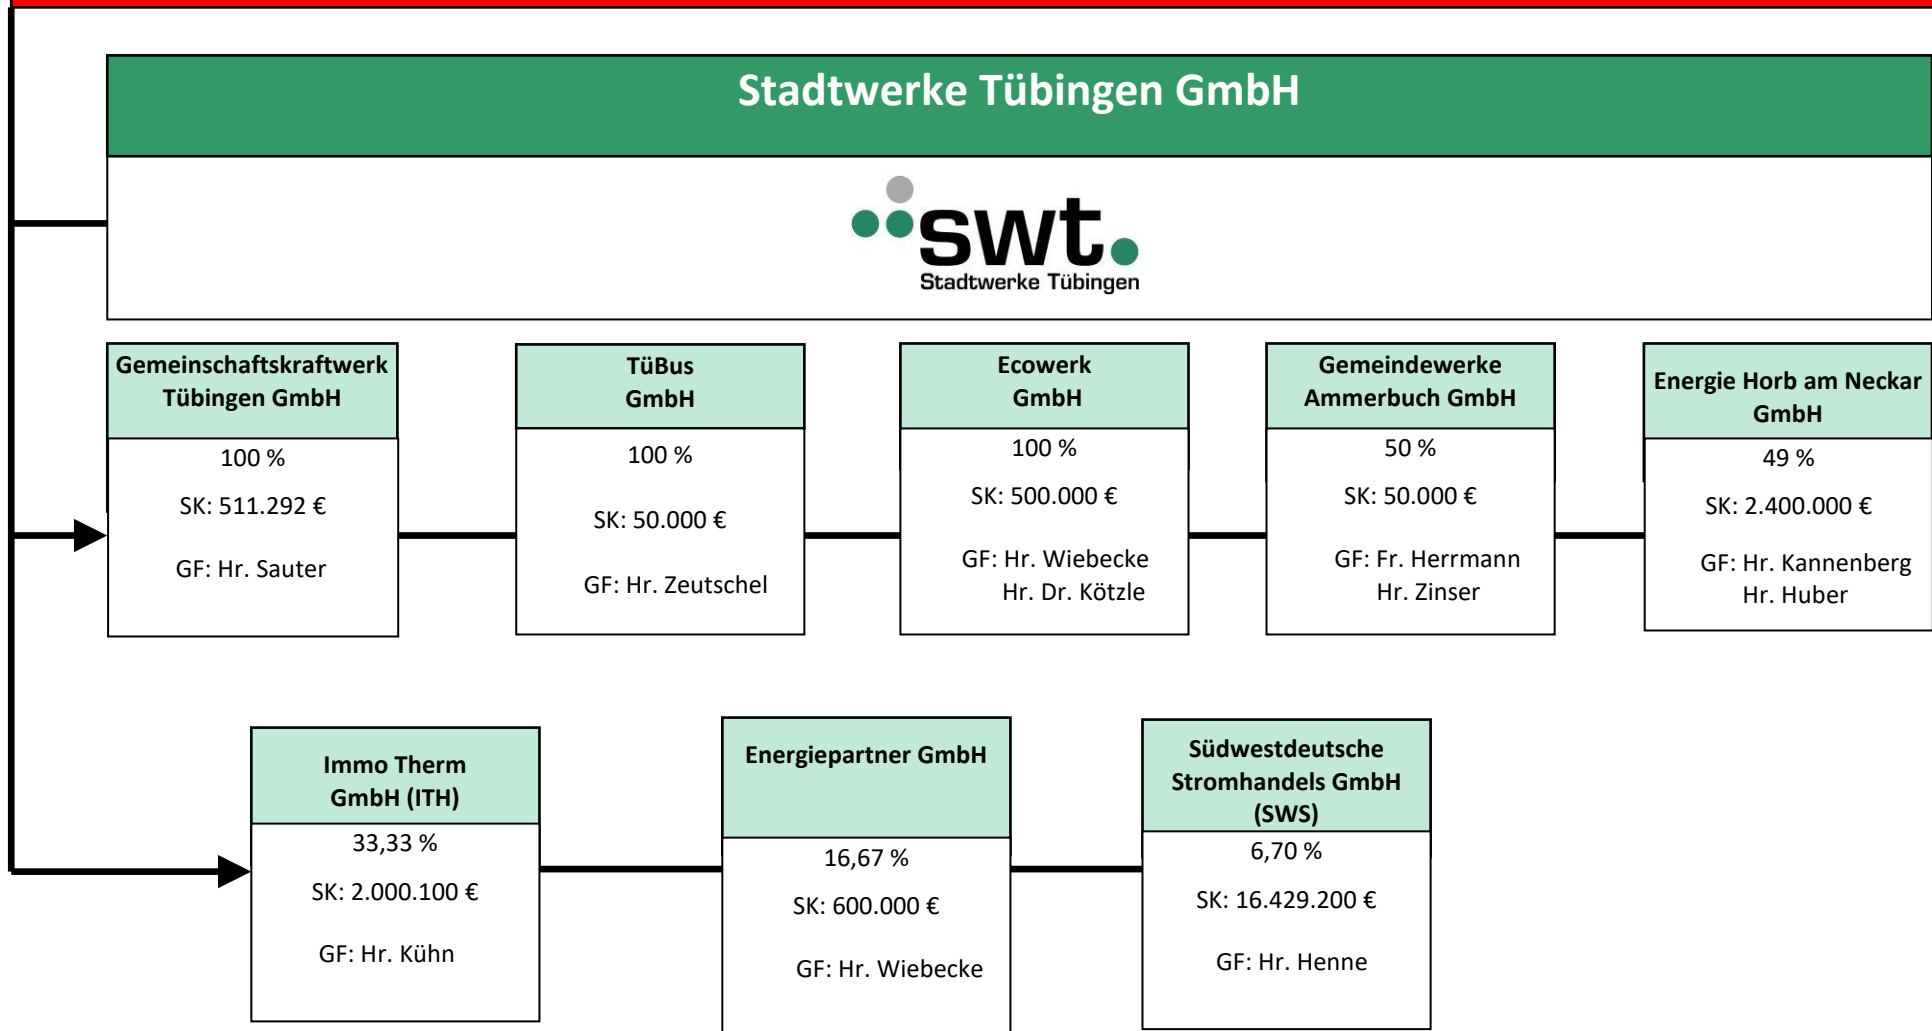 Stadtwerke Tübingen GmbH
swt.
Stadtwerke Tübingen
Gemeinschaftskraftwerk
Tübingen GmbH
100 %
SK: 511.292 €
GF: Hr. Sauter
TüBus
GmbH
100 %
SK: 50.000 €
GF: Hr. Zeutschel
Ecowerk
GmbH
100 %
SK: 500.000 €
GF: Hr. Wiebecke
Hr. Dr. Kötzle
Gemeindewerke
Ammerbuch GmbH
50 %
SK: 50.000 €
GF: Fr. Herrmann
Hr. Zinser
Energie Horb am Neckar
GmbH
49 %
SK: 2.400.000 €
GF: Hr. Kannenberg
Hr. Huber
Immo Therm
GmbH (ITH)
33,33 %
SK: 2.000.100 €
GF: Hr. Kühn
Energiepartner GmbH
16,67 %
SK: 600.000 €
GF: Hr. Wiebecke
Südwestdeutsche
Stromhandels GmbH
(SWS)
6,70 %
SK: 16.429.200 €
GF: Hr. Henne